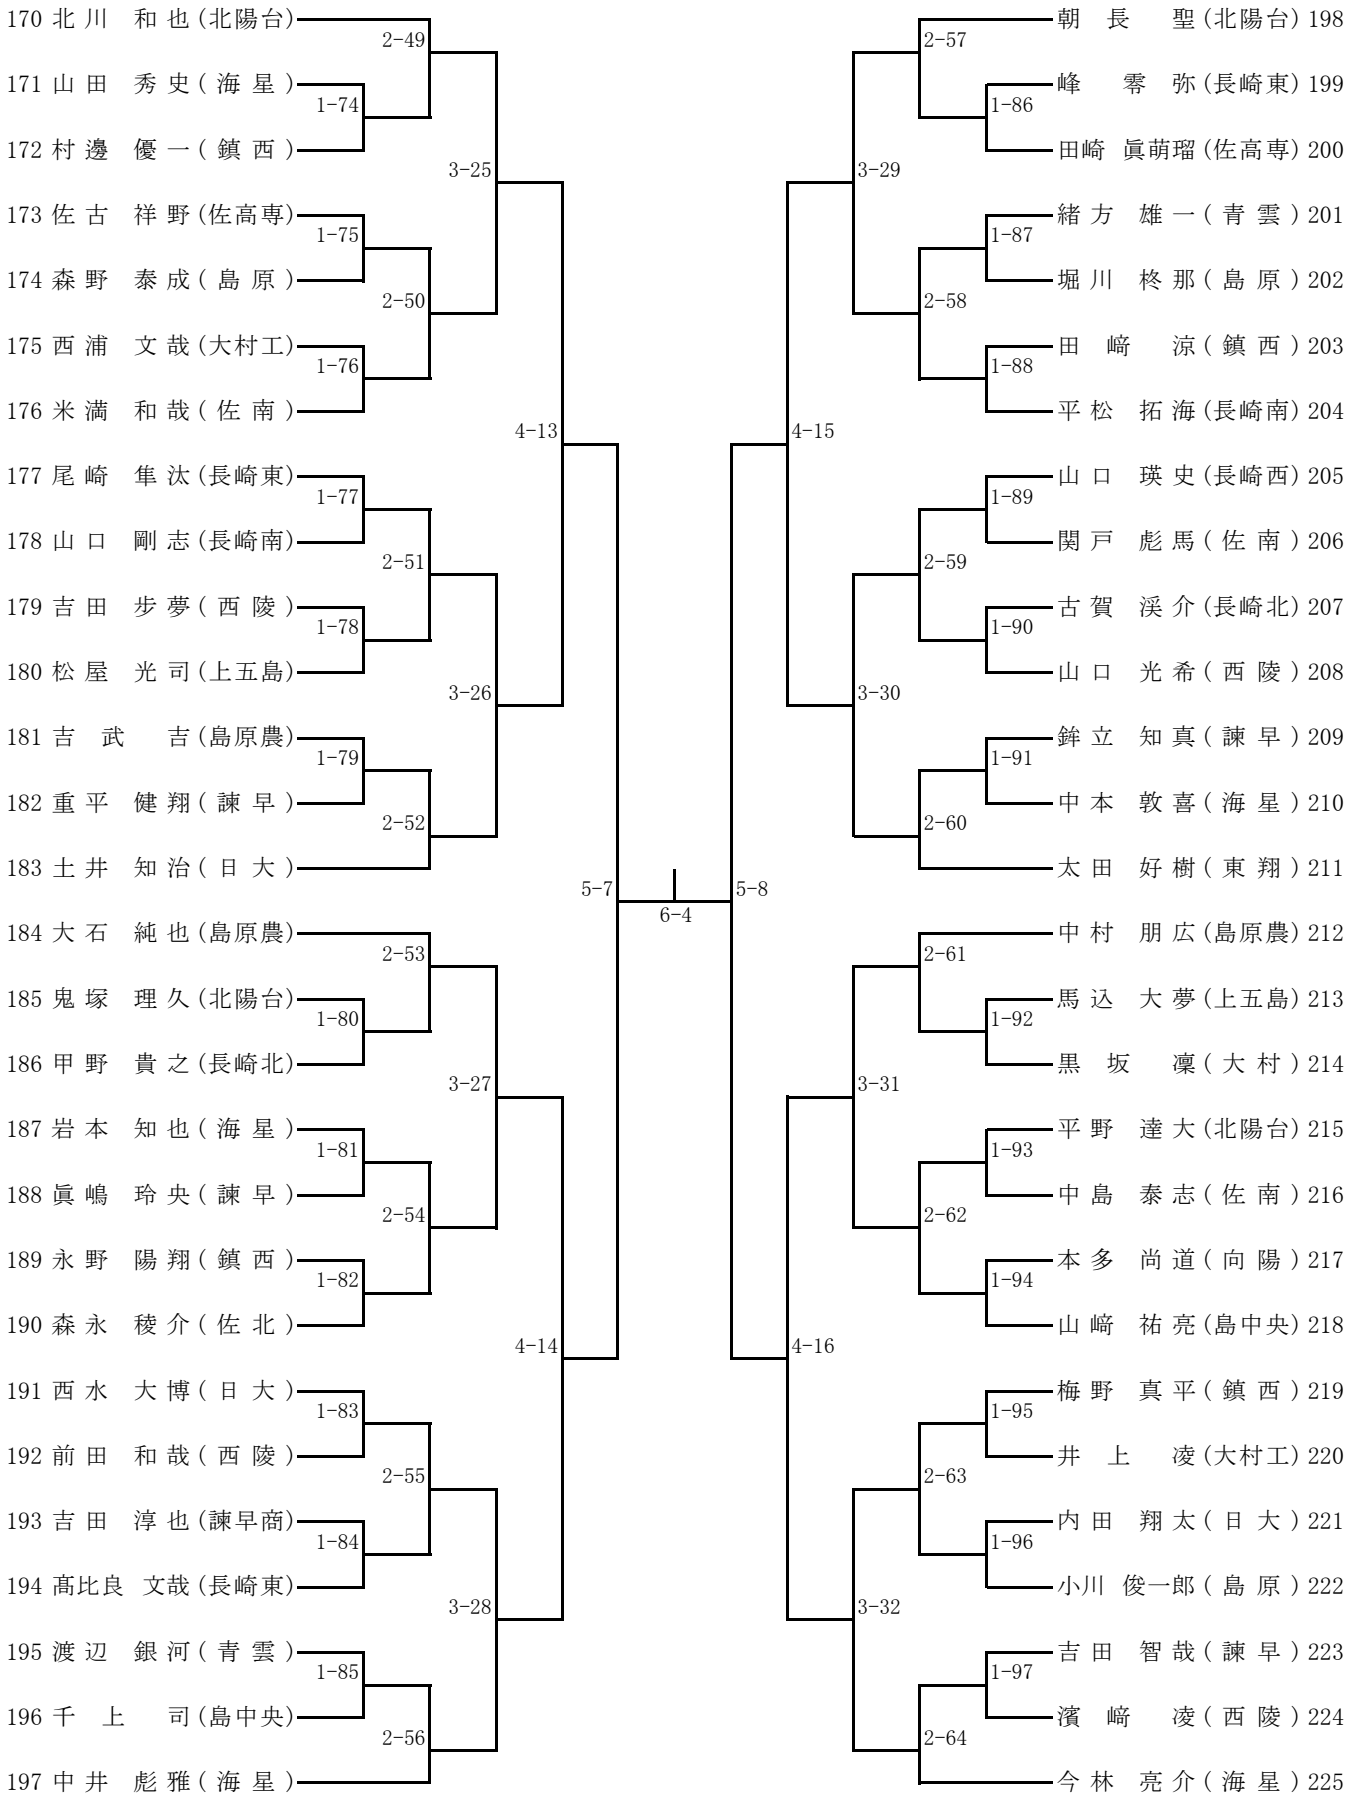 170 北川 和也 (北陽台)
2-49
171 山田 秀史 (海星)
1-74
172 村邊 優一 (鎮西)
3-25
173 佐古 祥野 (佐高専)
1-75
174 森野 泰成 (島原)
2-50
175 西浦 文哉 (大村工)
1-76
176 米満 和哉 (佐南)
4-13
177 尾崎 隼汰 (長崎東)
1-77
178 山口 剛志 (長崎南)
2-51
179 吉田 歩夢 (西陵)
1-78
180 松屋 光司 (上五島)
3-26
181 吉武 吉 (島原農)
1-79
182 重平 健翔 (諫早)
2-52
183 土井 知治 (日大)
5-7
184 大石 純也 (島原農)
2-53
185 鬼塚 理久 (北陽台)
1-80
186 甲野 貴之 (長崎北)
3-27
187 岩本 知也 (海星)
1-81
188 眞嶋 玲央 (諫早)
2-54
189 永野 陽翔 (鎮西)
1-82
190 森永 稜介 (佐北)
4-14
191 西水 大博 (日大)
1-83
192 前田 和哉 (西陵)
2-55
193 吉田 淳也 (諫早商)
1-84
194 髙比良 文哉 (長崎東)
3-28
195 渡辺 銀河 (青雲)
1-85
196 千上 司 (島中央)
2-56
197 中井 彪雅 (海星)
6-4
朝長 聖 (北陽台) 198
2-57
峰 零弥 (長崎東) 199
1-86
田崎 眞萌瑠 (佐高専) 200
3-29
緒方 雄一 (青雲) 201
1-87
堀川 柊那 (島原) 202
2-58
田﨑 涼 (鎮西) 203
1-88
平松 拓海 (長崎南) 204
4-15
山口 瑛史 (長崎西) 205
1-89
関戸 彪馬 (佐南) 206
2-59
古賀 渓介 (長崎北) 207
1-90
山口 光希 (西陵) 208
3-30
鉾立 知真 (諫早) 209
1-91
中本 敦喜 (海星) 210
2-60
太田 好樹 (東翔) 211
5-8
中村 朋広 (島原農) 212
2-61
馬込 大夢 (上五島) 213
1-92
黒坂 凜 (大村) 214
3-31
平野 達大 (北陽台) 215
1-93
中島 泰志 (佐南) 216
2-62
本多 尚道 (向陽) 217
1-94
山﨑 祐亮 (島中央) 218
4-16
梅野 真平 (鎮西) 219
1-95
井上 凌 (大村工) 220
2-63
内田 翔太 (日大) 221
1-96
小川 俊一郎 (島原) 222
3-32
吉田 智哉 (諫早) 223
1-97
濱﨑 凌 (西陵) 224
2-64
今林 亮介 (海星) 225